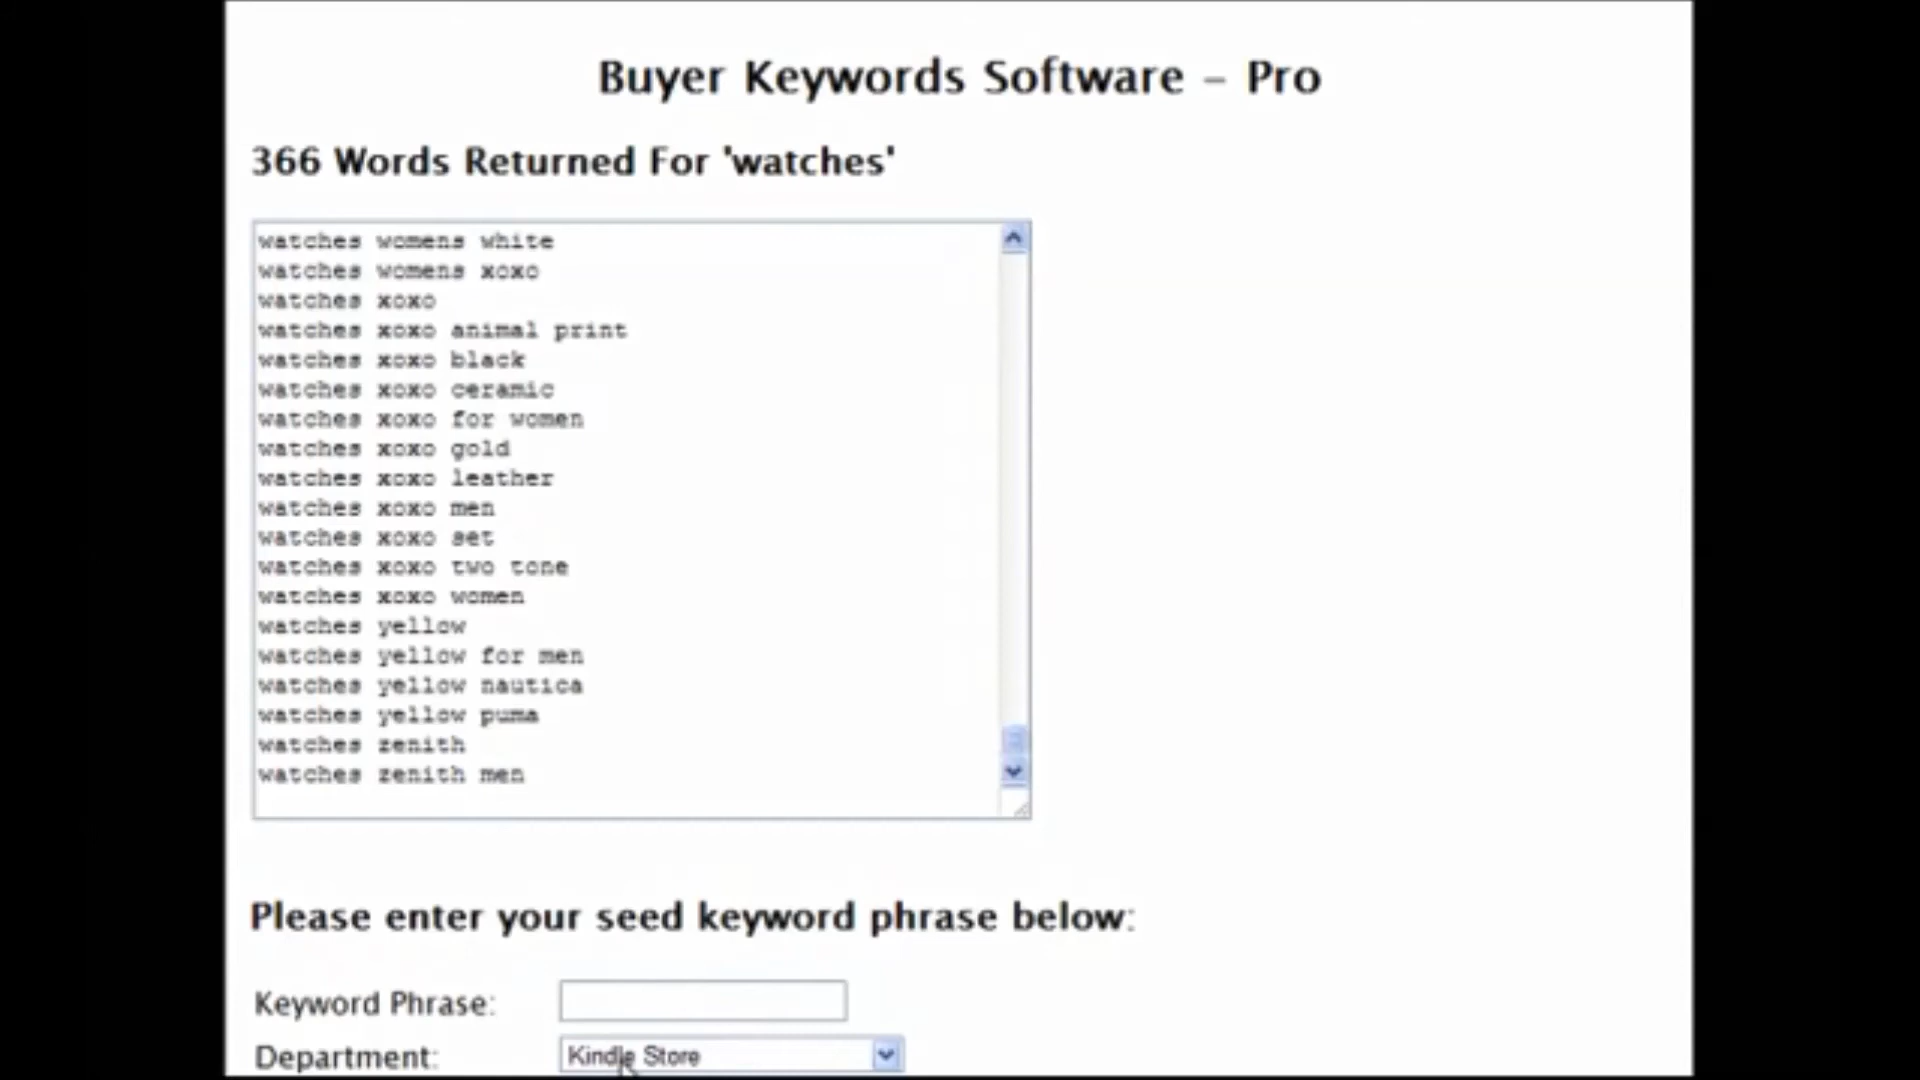 Buyer Keywords Software – Pro
366 Words Returned For 'watches'
watches womens white
watches womens xoxo
watches xoxo
watches xoxo animal print
watches xoxo black
watches xoxo ceramic
watches xoxo for women
watches xoxo gold
watches xoxo leather
watches xoxo men
watches xoxo set
watches xoxo two tone
watches xoxo women
watches yellow
watches yellow for men
watches yellow nautica
watches yellow puma
watches zenith
watches zenith men
Please enter your seed keyword phrase below:
Keyword Phrase:
Department: Kindle Store